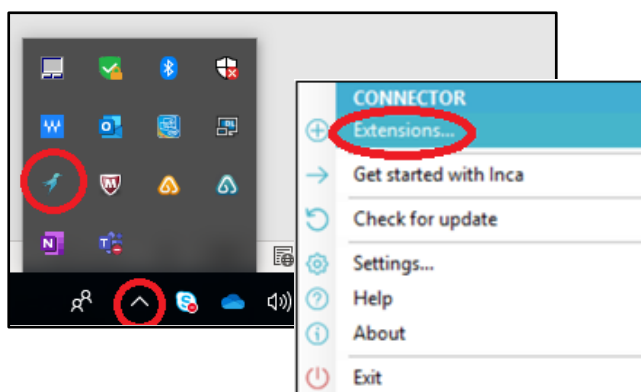 CONNECTOR
Extensions...
Get started with Inca
Check for update
Settings...
Help
About
Exit